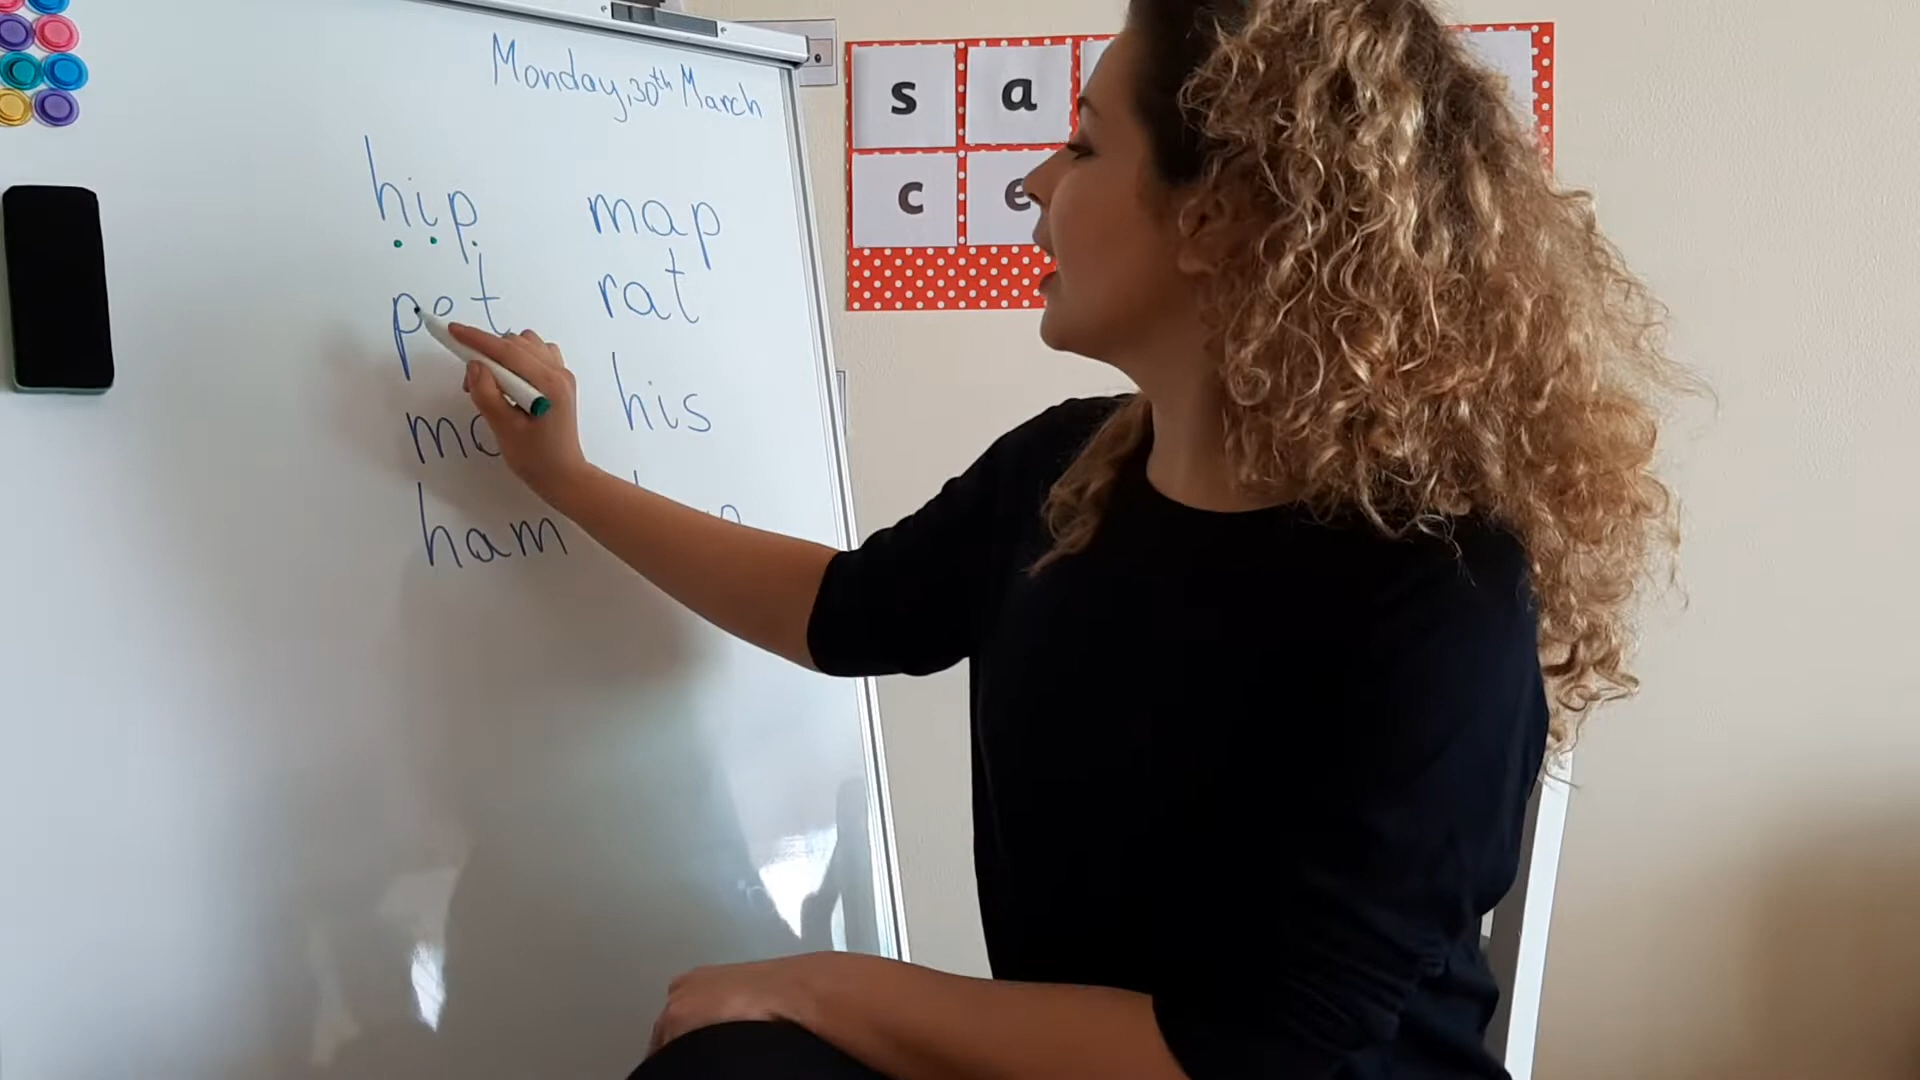 Monday, 30th March
hip map
pet rat
his
ham
s a
c e